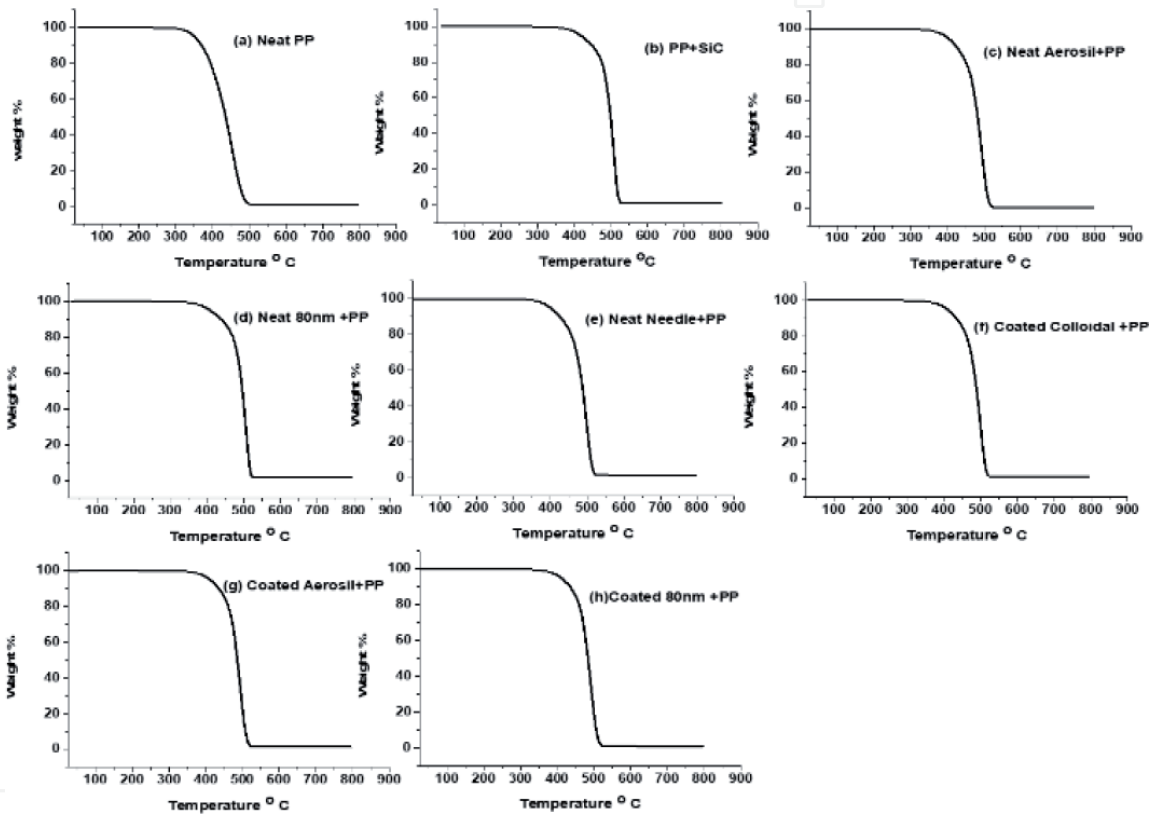 (a) Neat PP
weight %
100
80
60
40
20
0
100 200 300 400 500 600 700 800 900
Temperature ° C
(b) PP+SiC
Weight %
100
80
60
40
20
0
100 200 300 400 500 600 700 800 900
Temperature °C
(c) Neat Aerosil+PP
Weight %
100
80
60
40
20
0
100 200 300 400 500 600 700 800 900
Temperature ° C
(d) Neat 80nm +PP
Weight %
100
80
60
40
20
0
100 200 300 400 500 600 700 800 900
Temperature ° C
(e) Neat Needle+PP
Weight %
100
80
60
40
20
0
100 200 300 400 500 600 700 800 900
Temperature ° C
(f) Coated Colloidal +PP
Weight %
100
80
60
40
20
0
100 200 300 400 500 600 700 800 900
Temperature ° C
(g) Coated Aerosil+PP
Weight %
100
80
60
40
20
0
100 200 300 400 500 600 700 800 900
Temperature ° C
(h)Coated 80nm +PP
Weight %
100
80
60
40
20
0
100 200 300 400 500 600 700 800 900
Temperature ° C